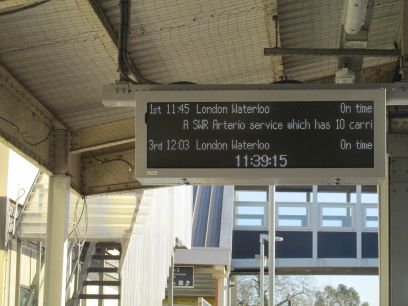 1st 11:45 London Waterloo On time
A SWR Arterio service which has 10 carri
3rd 12:03 London Waterloo On time
11:39:15